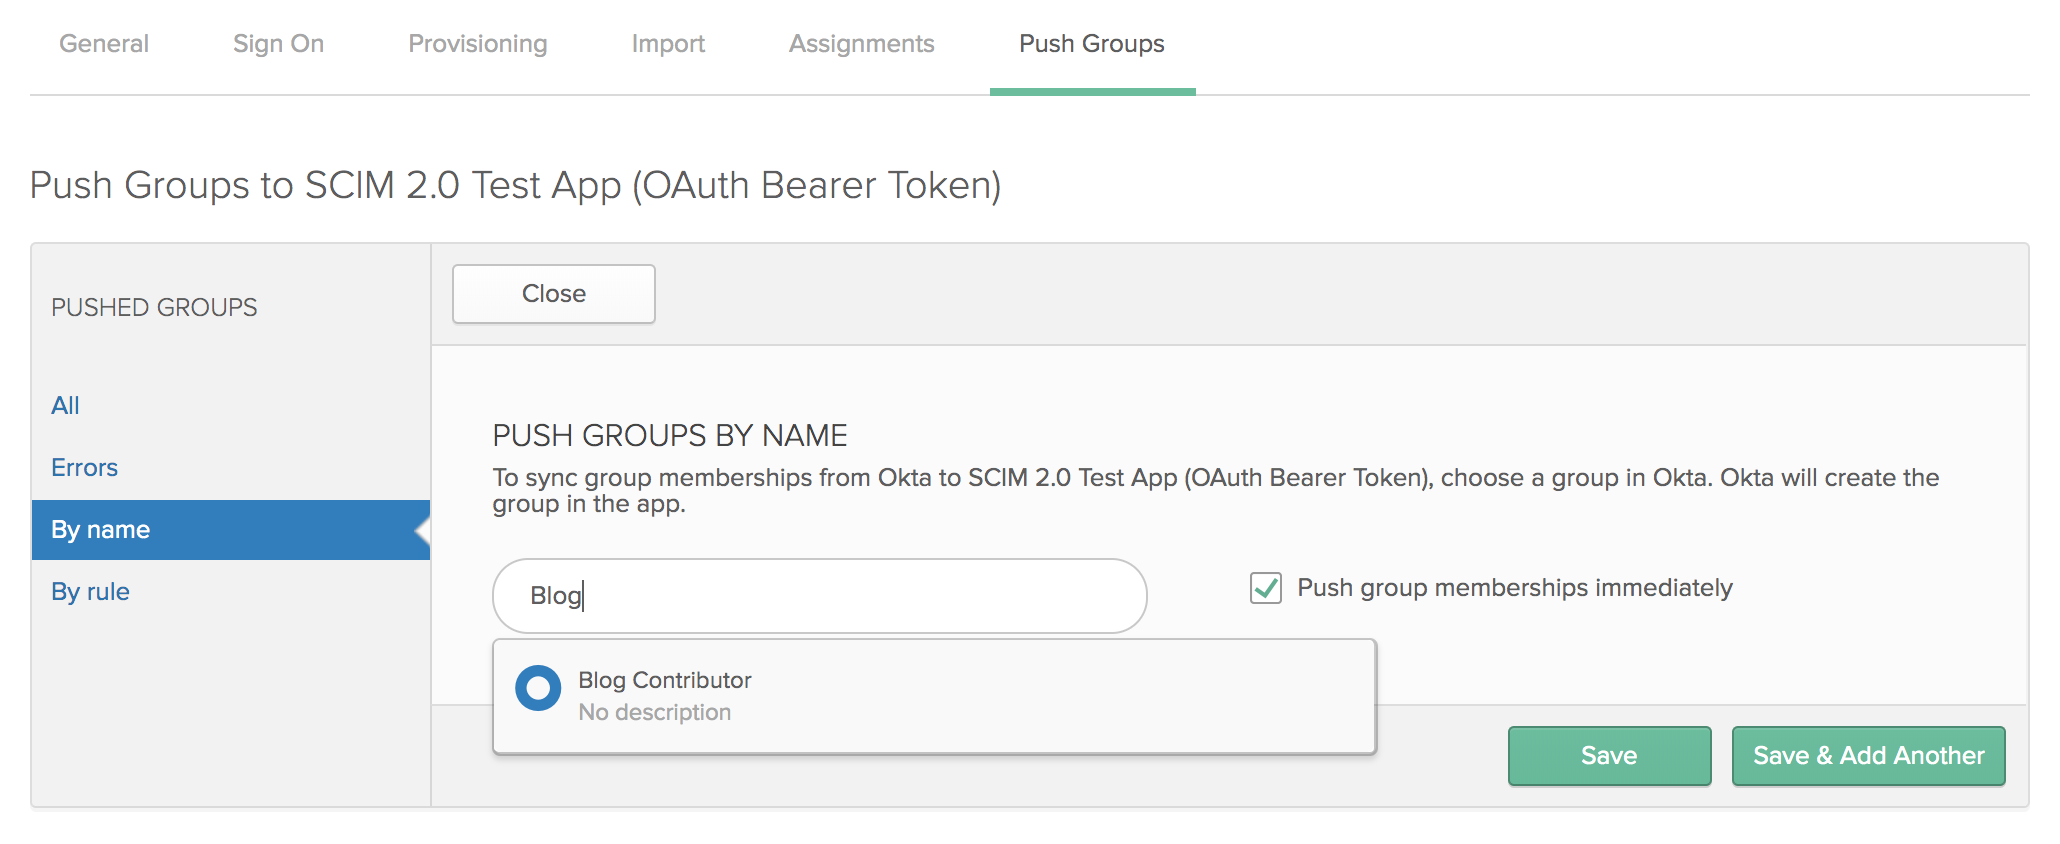 General Sign On Provisioning Import Assignments Push Groups
Push Groups to SCIM 2.0 Test App (OAuth Bearer Token)
PUSHED GROUPS
All
Errors
By name
By rule
Close
PUSH GROUPS BY NAME
To sync group memberships from Okta to SCIM 2.0 Test App (OAuth Bearer Token), choose a group in Okta. Okta will create the
group in the app.
Blog
Push group memberships immediately
Blog Contributor
No description
Save
Save & Add Another